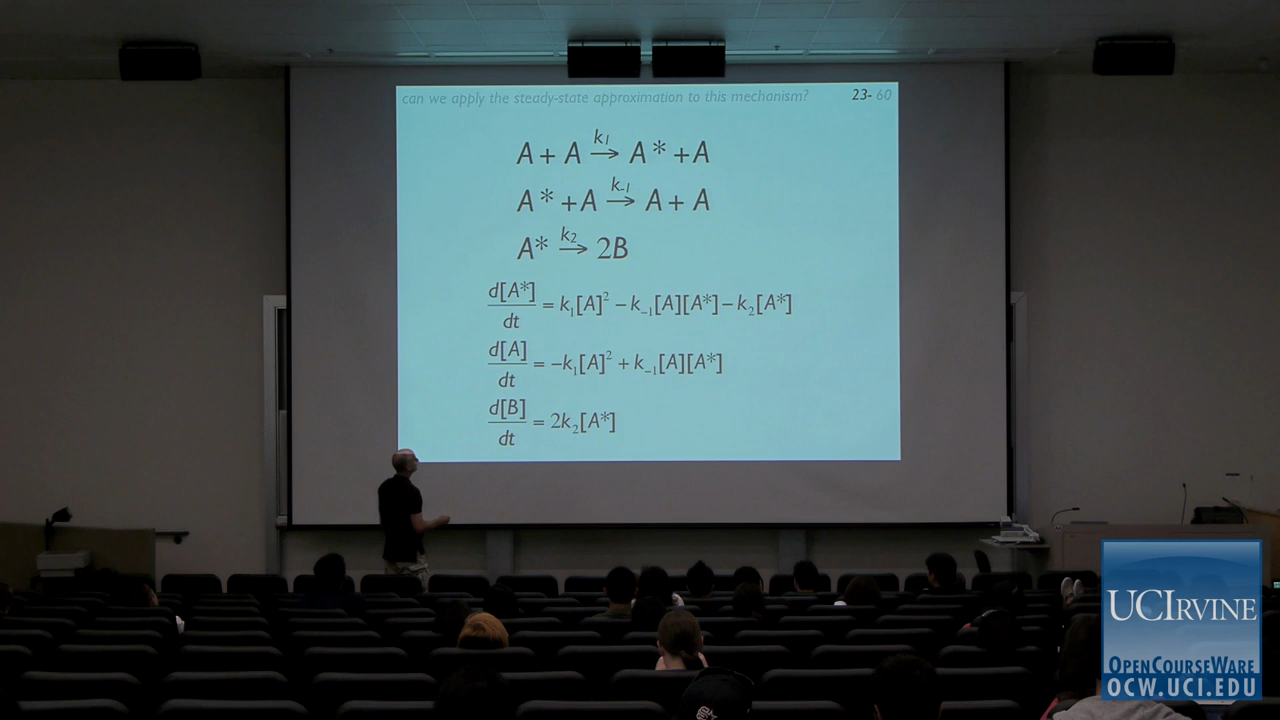 can we apply the steady-state approximation to this mechanism? 23- 60
A + A k₁→ A* + A
A* + A k₋₁→ A + A
A* k₂→ 2B
d[A*]/dt = k₁[A]² − k₋₁[A][A*] − k₂[A*]
d[A]/dt = −k₁[A]² + k₋₁[A][A*]
d[B]/dt = 2k₂[A*]
UCIRVINE
OPENCOURSEWARE
OCW.UCI.EDU